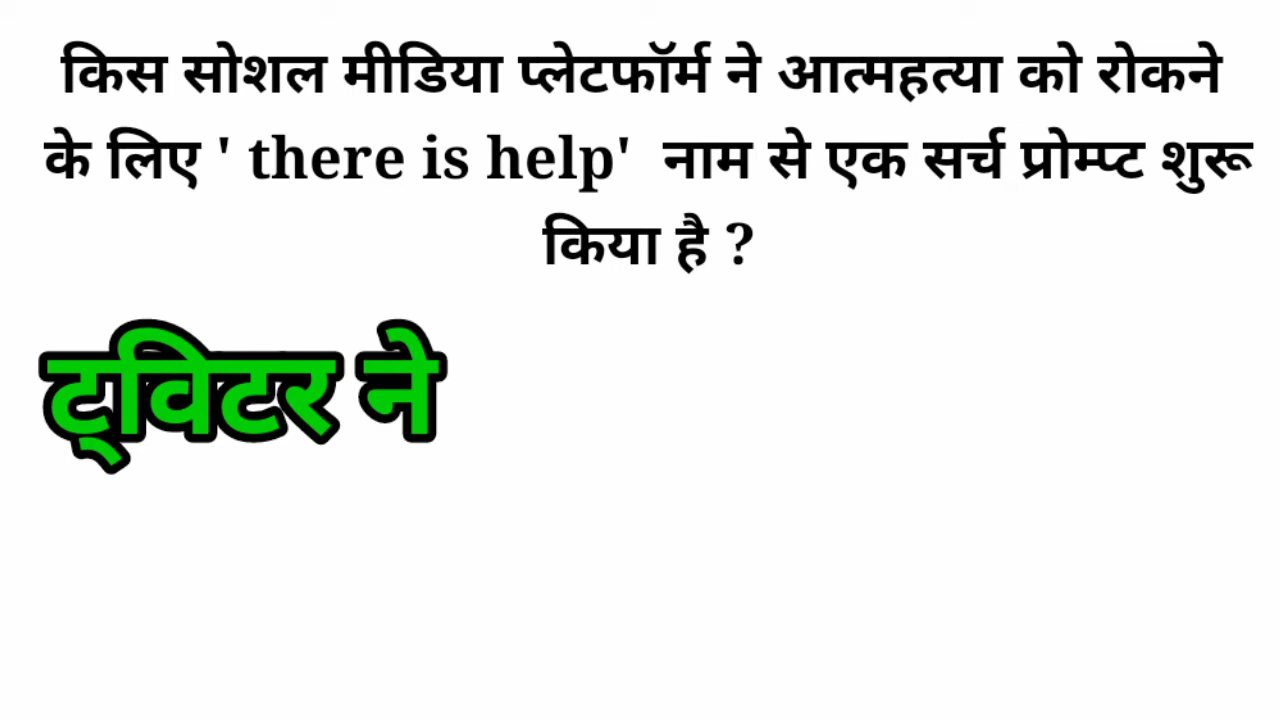 किस सोशल मीडिया प्लेटफॉर्म ने आत्महत्या को रोकने
के लिए ' there is help' नाम से एक सर्च प्रोम्प्ट शुरू
किया है ?
ट्विटर ने